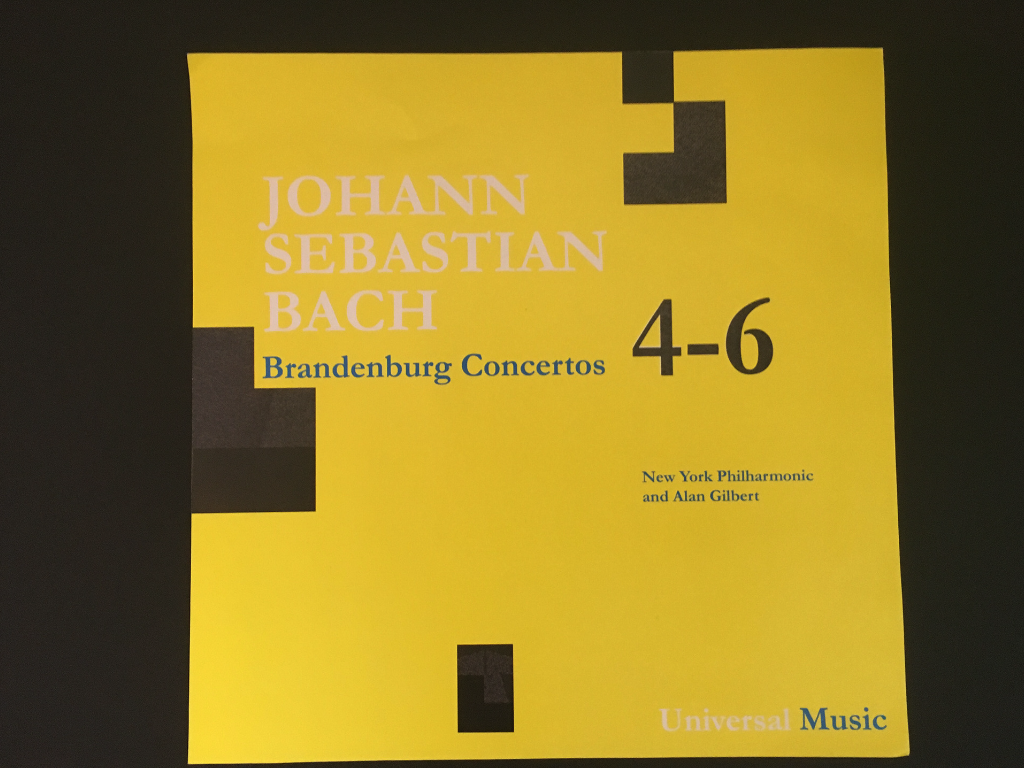 JOHANN
SEBASTIAN
BACH
Brandenburg Concertos
4-6
New York Philharmonic
and Alan Gilbert
Universal Music